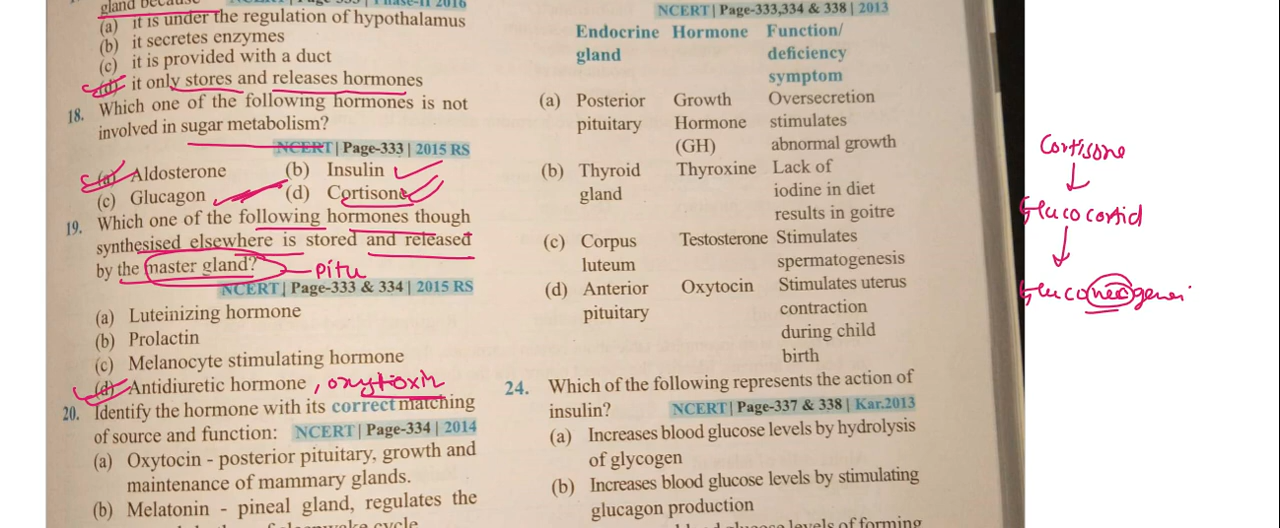 gland because
(a) it is under the regulation of hypothalamus
(b) it secretes enzymes
(c) it is provided with a duct
(d) it only stores and releases hormones
18. Which one of the following hormones is not
involved in sugar metabolism?
NCERT | Page-333 | 2015 RS
(a) Aldosterone (b) Insulin
(c) Glucagon (d) Cortisone
19. Which one of the following hormones though
synthesised elsewhere is stored and released
by the master gland? Pitu
NCERT | Page-333 & 334 | 2015 RS
(a) Luteinizing hormone
(b) Prolactin
(c) Melanocyte stimulating hormone
(d) Antidiuretic hormone , oxytioxin
20. Identify the hormone with its correct matching
of source and function: NCERT | Page-334 | 2014
(a) Oxytocin - posterior pituitary, growth and
maintenance of mammary glands.
(b) Melatonin - pineal gland, regulates the
NCERT | Page-333,334 & 338 | 2013
Endocrine Hormone Function/
gland deficiency
symptom
(a) Posterior Growth Oversecretion
pituitary Hormone stimulates
(GH) abnormal growth
(b) Thyroid Thyroxine Lack of
gland iodine in diet
results in goitre
(c) Corpus Testosterone Stimulates
luteum spermatogenesis
(d) Anterior Oxytocin Stimulates uterus
pituitary contraction
during child
birth
24. Which of the following represents the action of
insulin? NCERT | Page-337 & 338 | Kar.2013
(a) Increases blood glucose levels by hydrolysis
of glycogen
(b) Increases blood glucose levels by stimulating
glucagon production
levels of forming
Cortisone
Glucocortid
Gluconeogenei